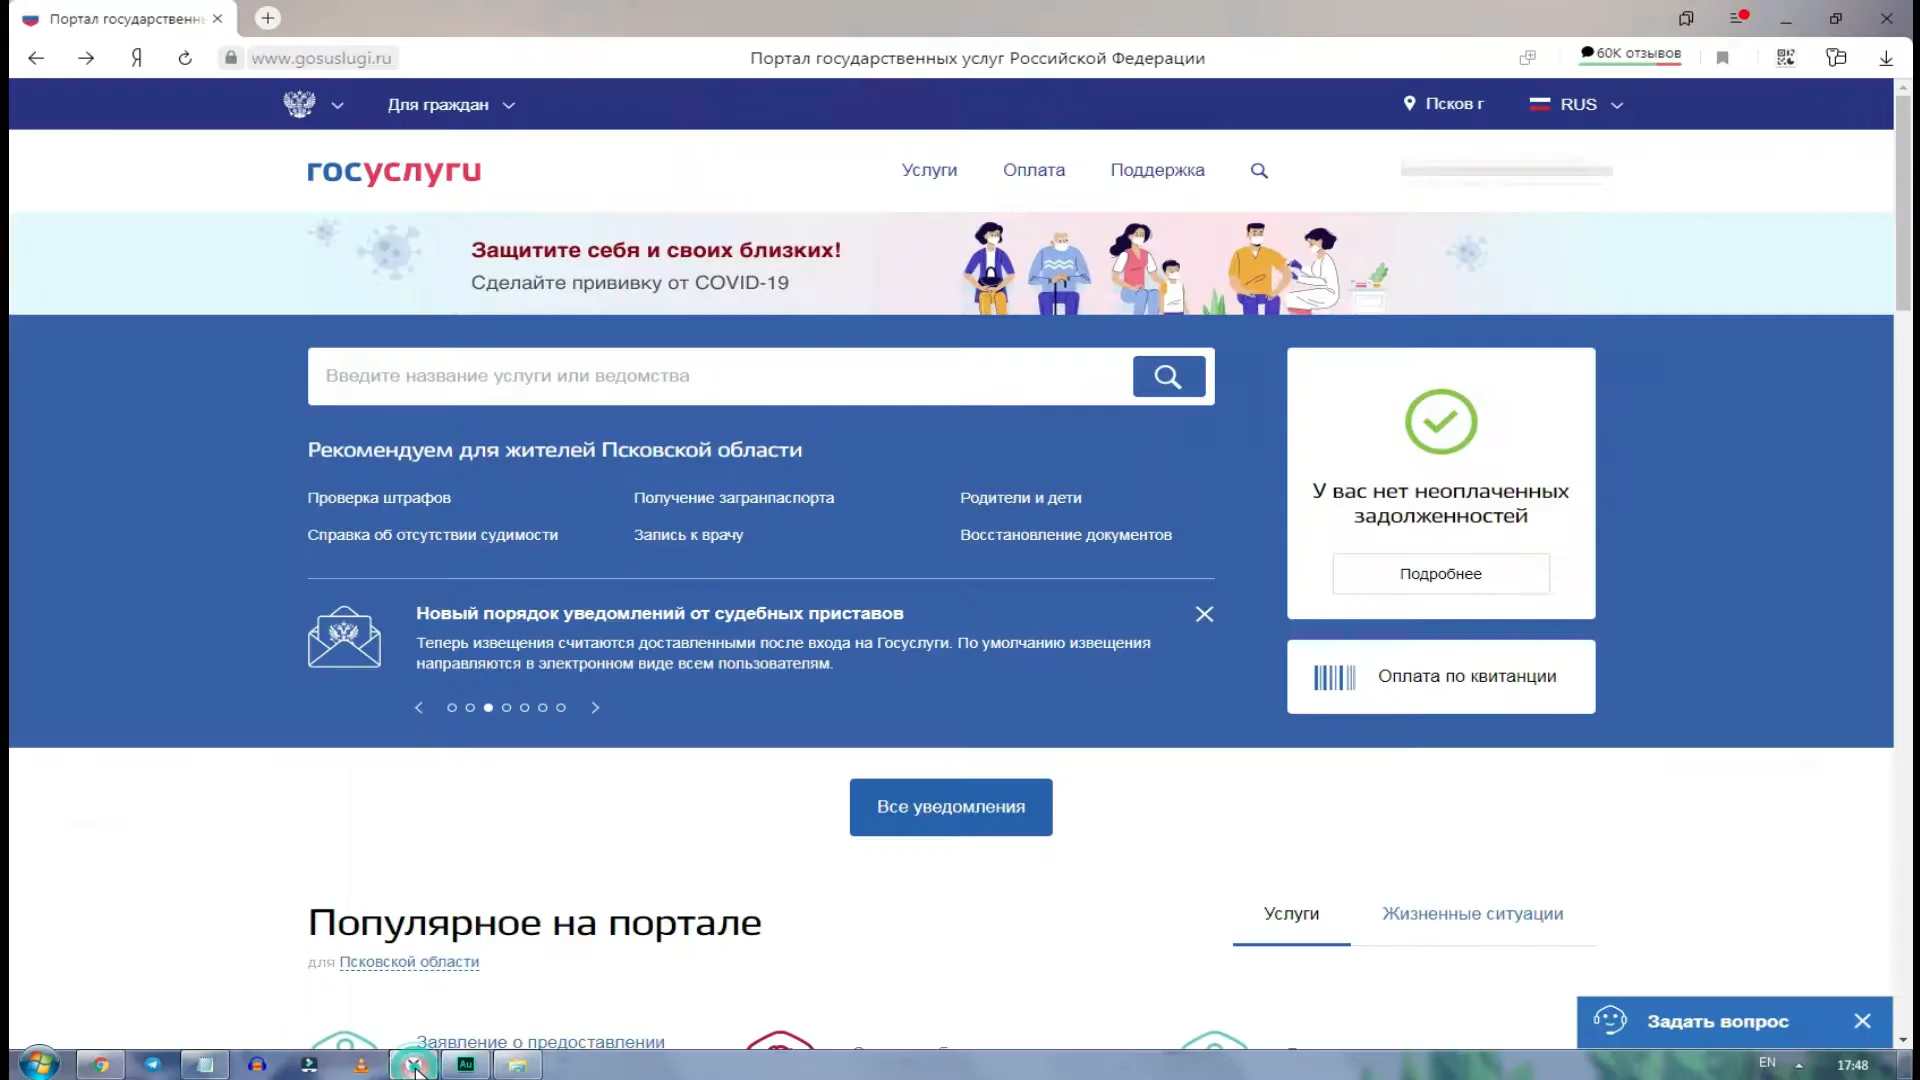 Портал государственн
www.gosuslugi.ru
Портал государственных услуг Российской Федерации
60K отзывов
Для граждан
Псков г
RUS
госуслуги
Услуги
Оплата
Поддержка
Защитите себя и своих близких!
Сделайте прививку от COVID-19
Введите название услуги или ведомства
Рекомендуем для жителей Псковской области
Проверка штрафов
Получение загранпаспорта
Родители и дети
Справка об отсутствии судимости
Запись к врачу
Восстановление документов
У вас нет неоплаченных
задолженностей
Подробнее
Новый порядок уведомлений от судебных приставов
Теперь извещения считаются доставленными после входа на Госуслуги. По умолчанию извещения
направляются в электронном виде всем пользователям.
Оплата по квитанции
Все уведомления
Популярное на портале
Услуги
Жизненные ситуации
для Псковской области
Заявление о предоставлении
Задать вопрос
Au
EN
17:48